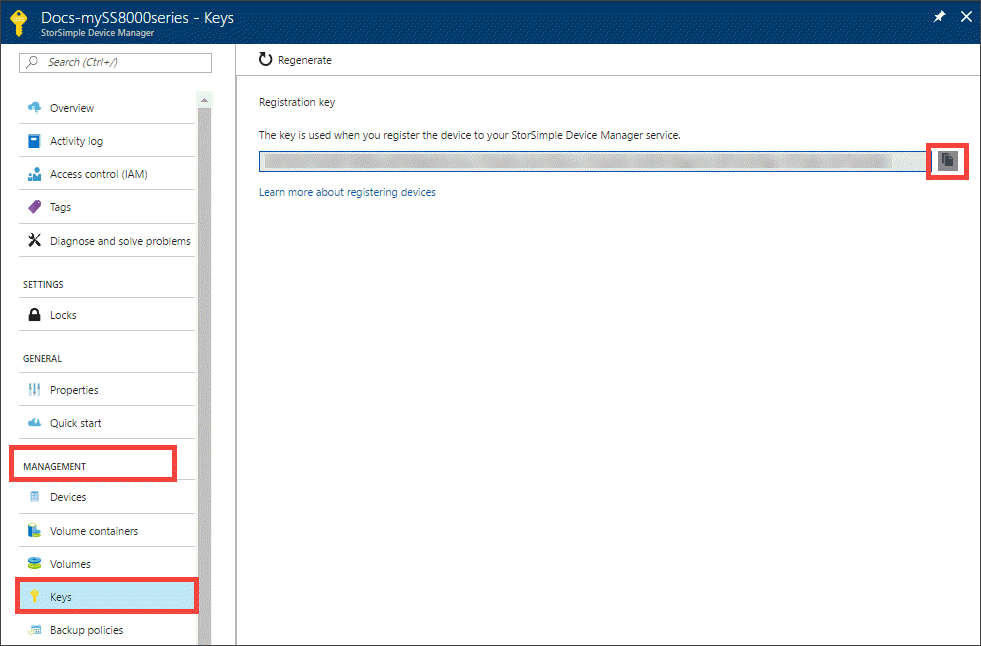 Docs-mySS8000series - Keys
StorSimple Device Manager
Search (Ctrl+/)
Overview
Activity log
Access control (IAM)
Tags
Diagnose and solve problems
SETTINGS
Locks
GENERAL
Properties
Quick start
MANAGEMENT
Devices
Volume containers
Volumes
Keys
Backup policies
Regenerate
Registration key
The key is used when you register the device to your StorSimple Device Manager service.
Learn more about registering devices